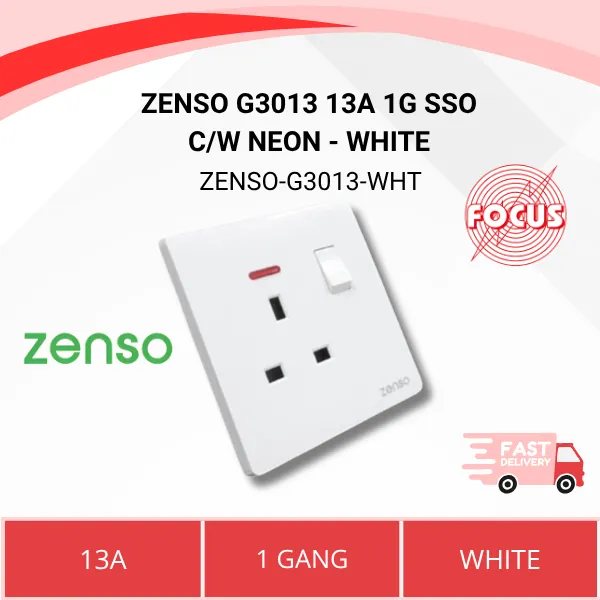 ZENSO G3013 13A 1G SSO
C/W NEON - WHITE
ZENSO-G3013-WHT
FOCUS
zenso
zenso
FAST
DELIVERY
13A
1 GANG
WHITE